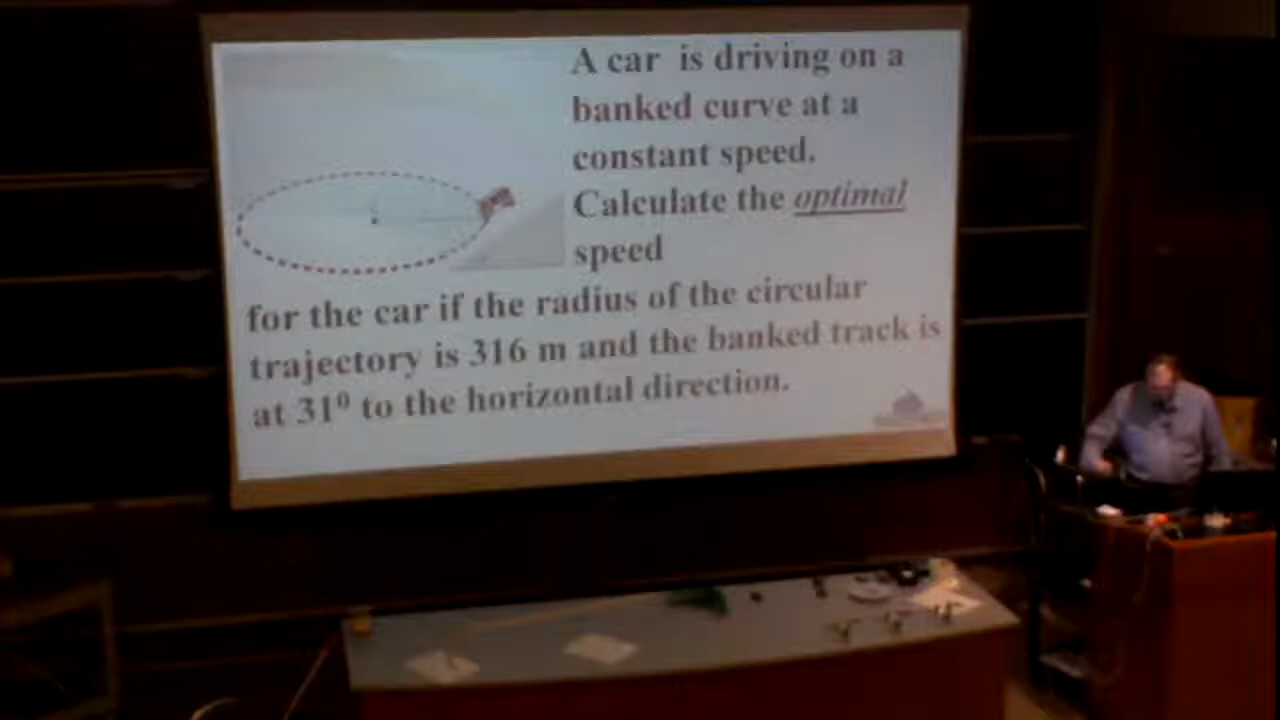 A car is driving on a
banked curve at a
constant speed.
Calculate the optimal
speed
for the car if the radius of the circular
trajectory is 316 m and the banked track is
at 31⁰ to the horizontal direction.